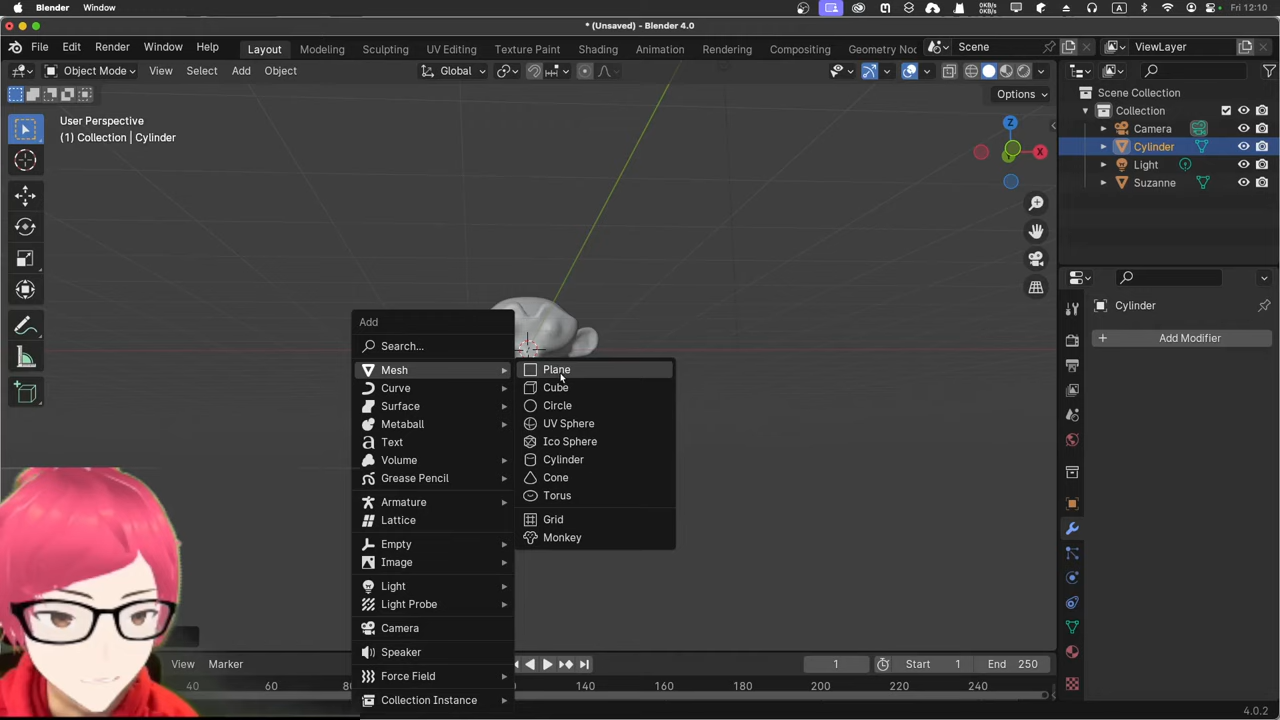 Blender Window
0KB/s
0KB/s
A
Fri 12:10
* (Unsaved) - Blender 4.0
File Edit Render Window Help
Layout Modeling Sculpting UV Editing Texture Paint Shading Animation Rendering Compositing Geometry Noc
Scene
ViewLayer
Object Mode View Select Add Object
Global
Options
User Perspective
(1) Collection | Cylinder
Z
X
Y
Scene Collection
Collection
Camera
Cylinder
Light
Suzanne
Cylinder
+ Add Modifier
Add
Search...
Mesh
Curve
Surface
Metaball
Text
Volume
Grease Pencil
Armature
Lattice
Empty
Image
Light
Light Probe
Camera
Speaker
Force Field
Collection Instance
Plane
Cube
Circle
UV Sphere
Ico Sphere
Cylinder
Cone
Torus
Grid
Monkey
View Marker
1
Start 1
End 250
40 60 80 140 160 180 200 220 240
4.0.2